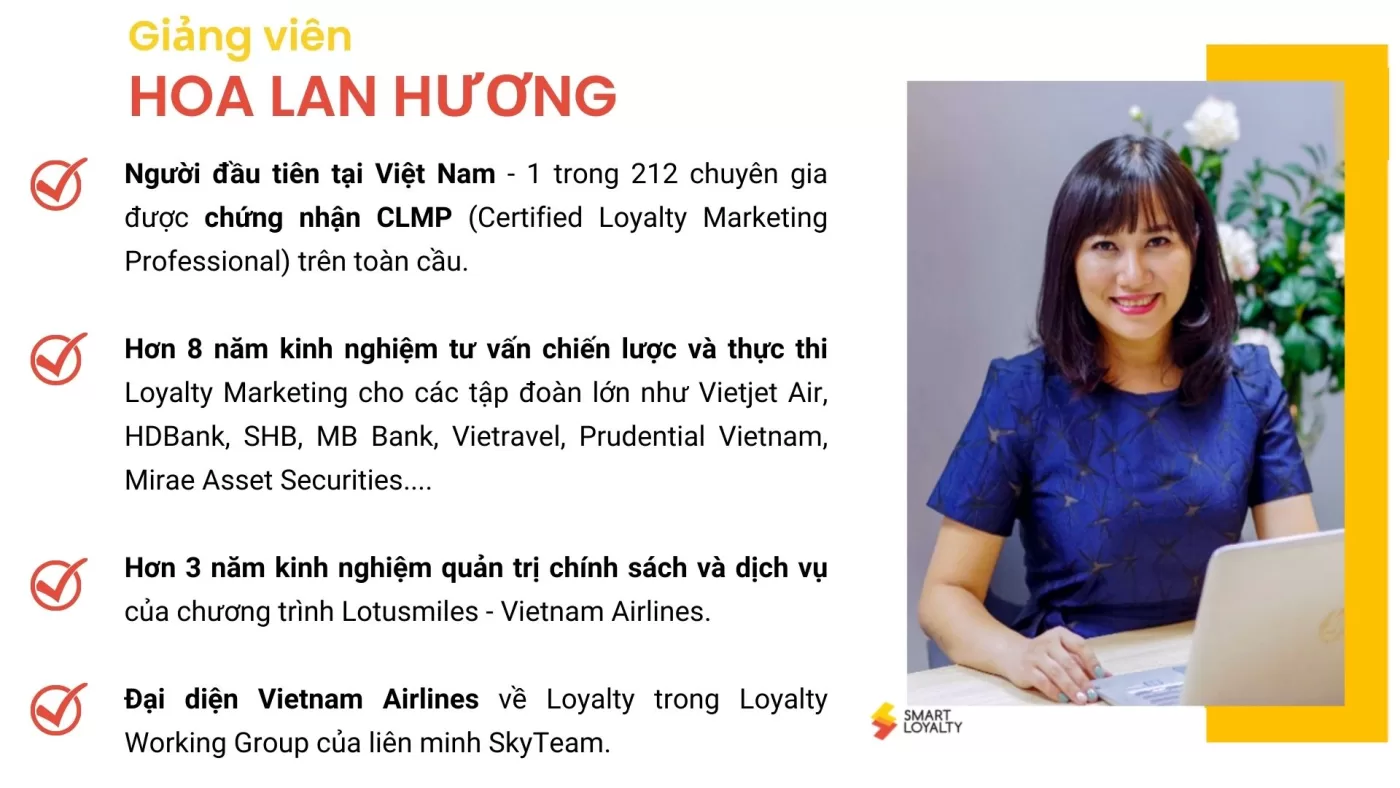 Giảng viên
HOA LAN HƯƠNG
Người đầu tiên tại Việt Nam - 1 trong 212 chuyên gia
được chứng nhận CLMP (Certified Loyalty Marketing
Professional) trên toàn cầu.
Hơn 8 năm kinh nghiệm tư vấn chiến lược và thực thi
Loyalty Marketing cho các tập đoàn lớn như Vietjet Air,
HDBank, SHB, MB Bank, Vietravel, Prudential Vietnam,
Mirae Asset Securities....
Hơn 3 năm kinh nghiệm quản trị chính sách và dịch vụ
của chương trình Lotusmiles - Vietnam Airlines.
Đại diện Vietnam Airlines về Loyalty trong Loyalty
Working Group của liên minh SkyTeam.
SMART
LOYALTY